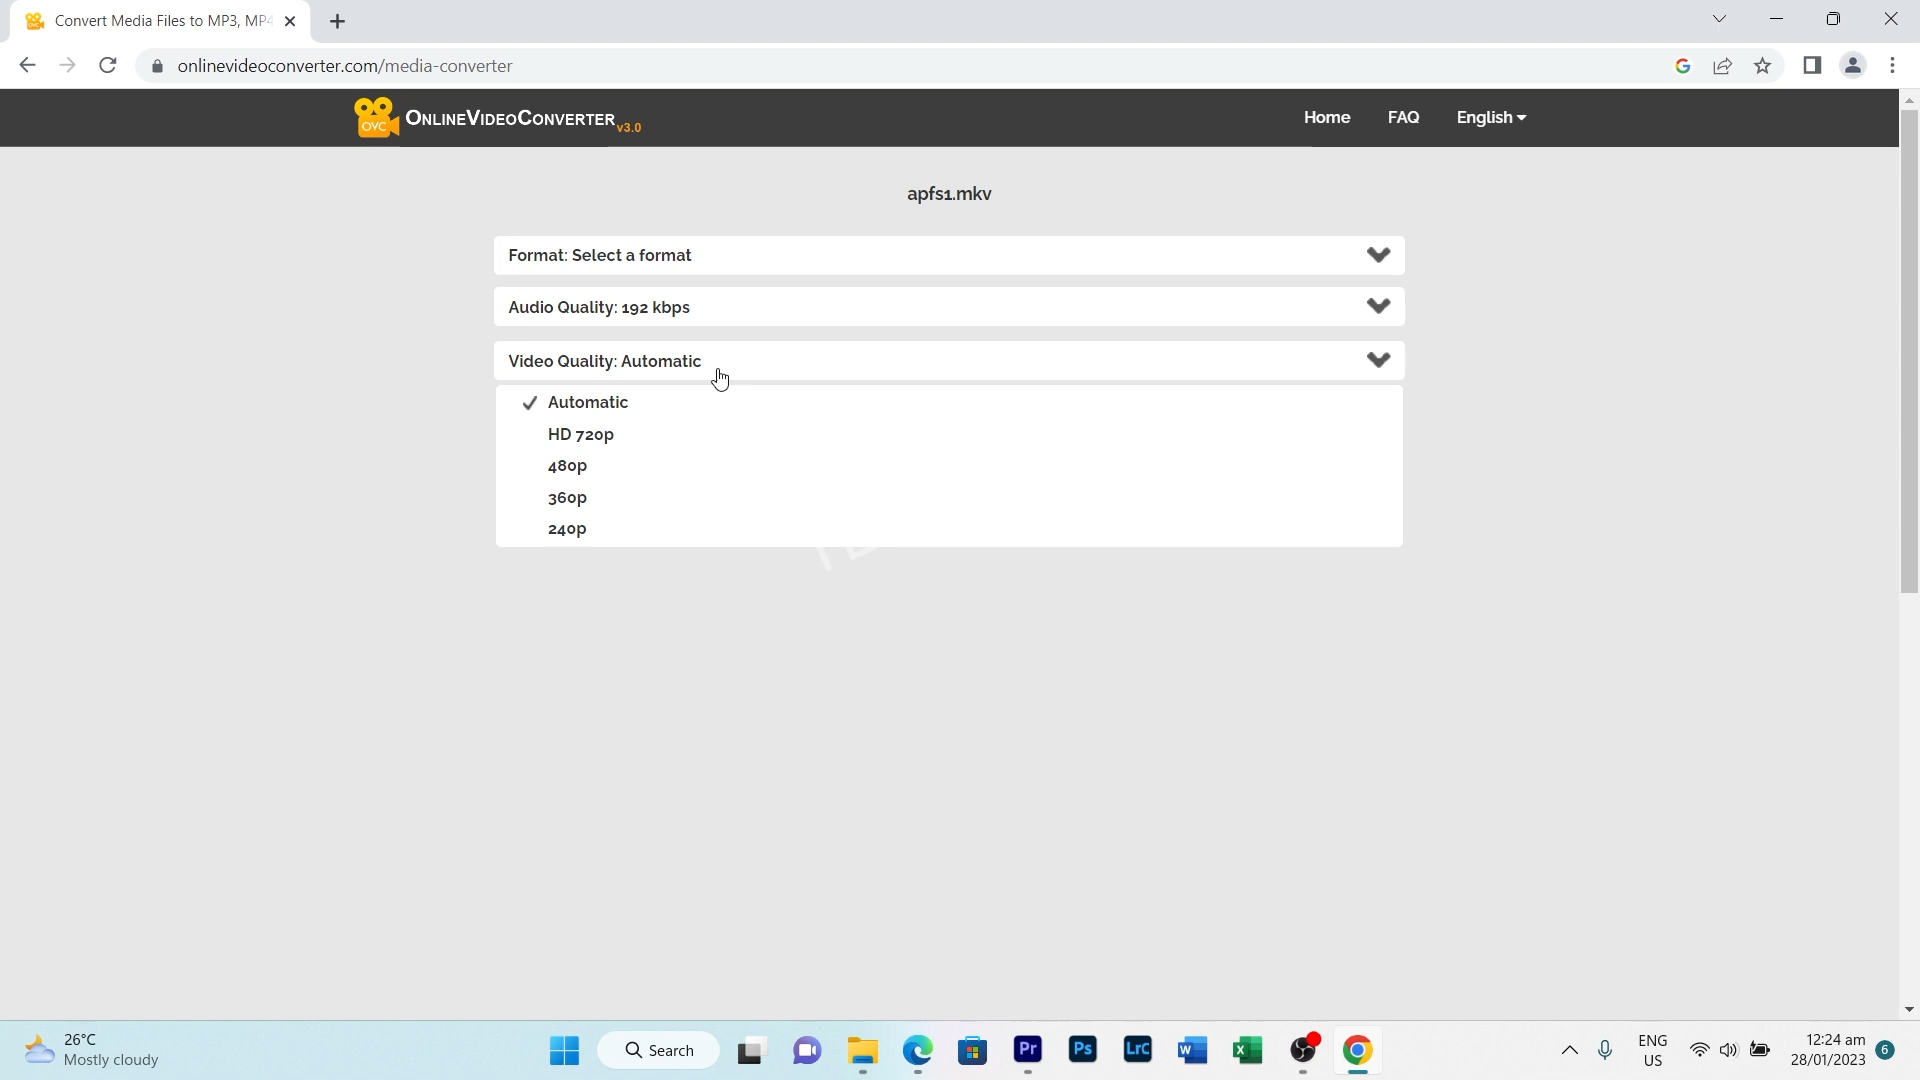 Convert Media Files to MP3, MP4
onlinevideoconverter.com/media-converter
OVC
OnlineVideoConverter v3.0
Home
FAQ
English
apfs1.mkv
Format: Select a format
Audio Quality: 192 kbps
Video Quality: Automatic
Automatic
HD 720p
480p
360p
240p
26°C
Mostly cloudy
Search
Pr
Ps
LrC
W
X
ENG
US
12:24 am
28/01/2023
6